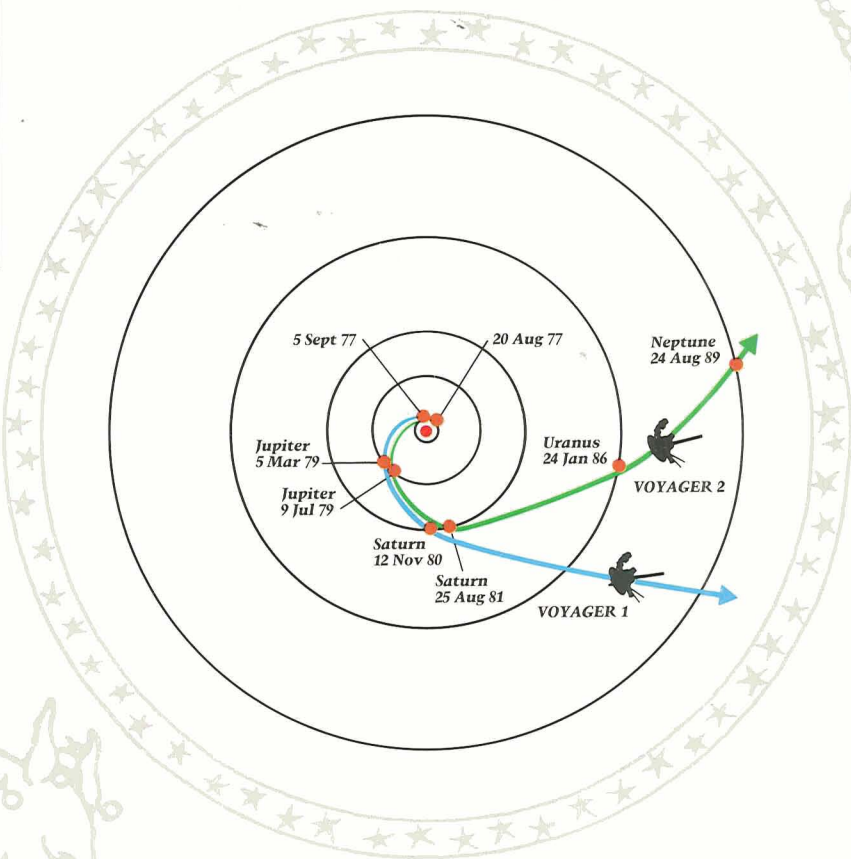 5 Sept 77
20 Aug 77
Neptune
24 Aug 89
Jupiter
5 Mar 79
Uranus
24 Jan 86
Jupiter
9 Jul 79
VOYAGER 2
Saturn
12 Nov 80
Saturn
25 Aug 81
VOYAGER 1